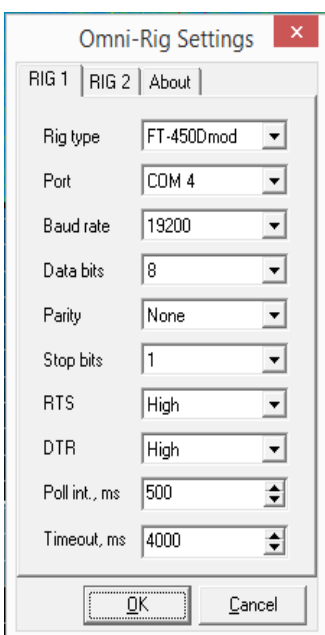 Omni-Rig Settings
RIG 1 RIG 2 About
Rig type FT-450Dmod
Port COM 4
Baud rate 19200
Data bits 8
Parity None
Stop bits 1
RTS High
DTR High
Poll int., ms 500
Timeout, ms 4000
OK Cancel